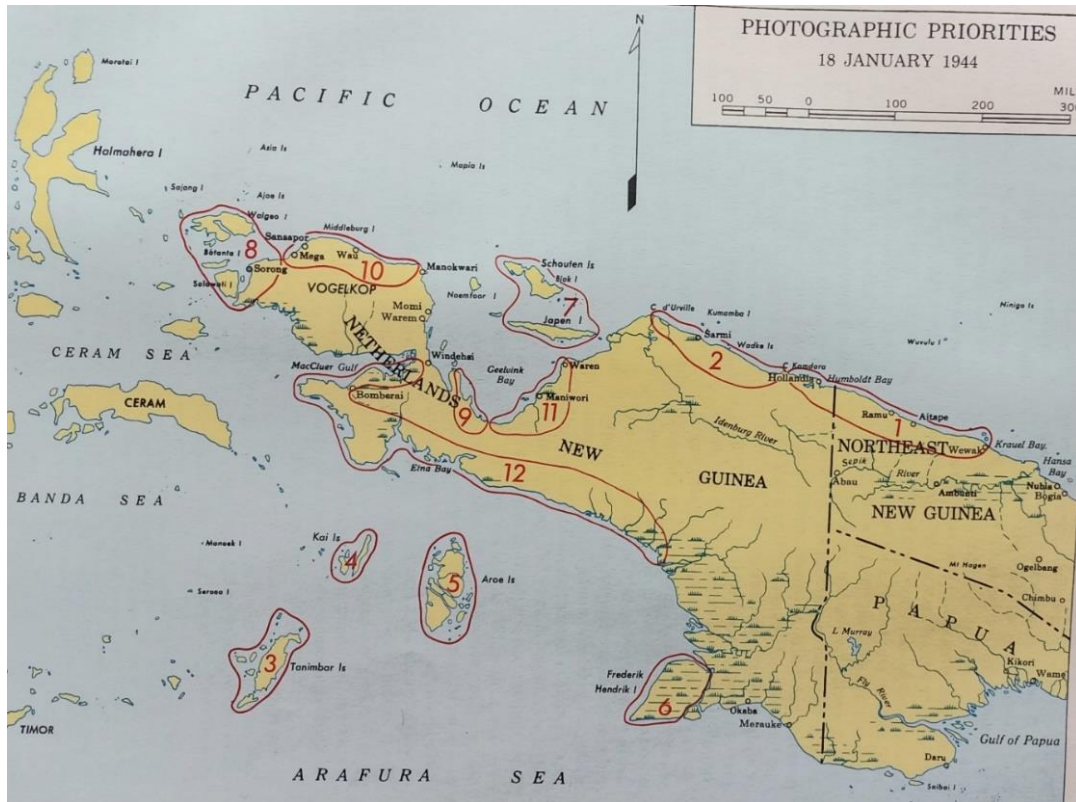 PHOTOGRAPHIC PRIORITIES
18 JANUARY 1944
MIL
100 50 0 100 200 300
N
Morotai I
PACIFIC OCEAN
Halmahera I
Asia Is
Mapia Is
Sajang I
Ajoe Is
Waigeo I
Middleburg I
Sansapor
8
Mega
Wau
10
Batanta I
Sorong
Manokwari
Salawati I
VOGELKOP
Noemfoor I
Schouten Is
Biak I
7
Japen I
Momi
Warem
C. d'Urville
Kumamba I
Sarmi
Wadke Is
2
Ninigo Is
Wuvulu I
CERAM SEA
NETHERLANDS
Windehsi
MacCluer Gulf
Geelvink
Bay
Waren
Hollandia
Humboldt Bay
CERAM
Bomberai
9
11
Maniwori
Ramu
1
Aitape
Idenburg River
NORTHEAST
Wewak
Krauel Bay
NEW
Etna Bay
12
GUINEA
Sepik
River
Hansa
Bay
Abau
Ambunti
Nubia
Bogia
NEW GUINEA
BANDA SEA
Kai Is
4
Manoek I
5
Aroe Is
Mt Hagen
Ogelbang
Seroea I
Chimbu
PAPUA
3
Tanimbar Is
L Murray
Kikori
Frederik
Hendrik I
6
Fly
River
Okaba
Merauke
TIMOR
Gulf of Papua
Daru
ARAFURA SEA
Saibai I